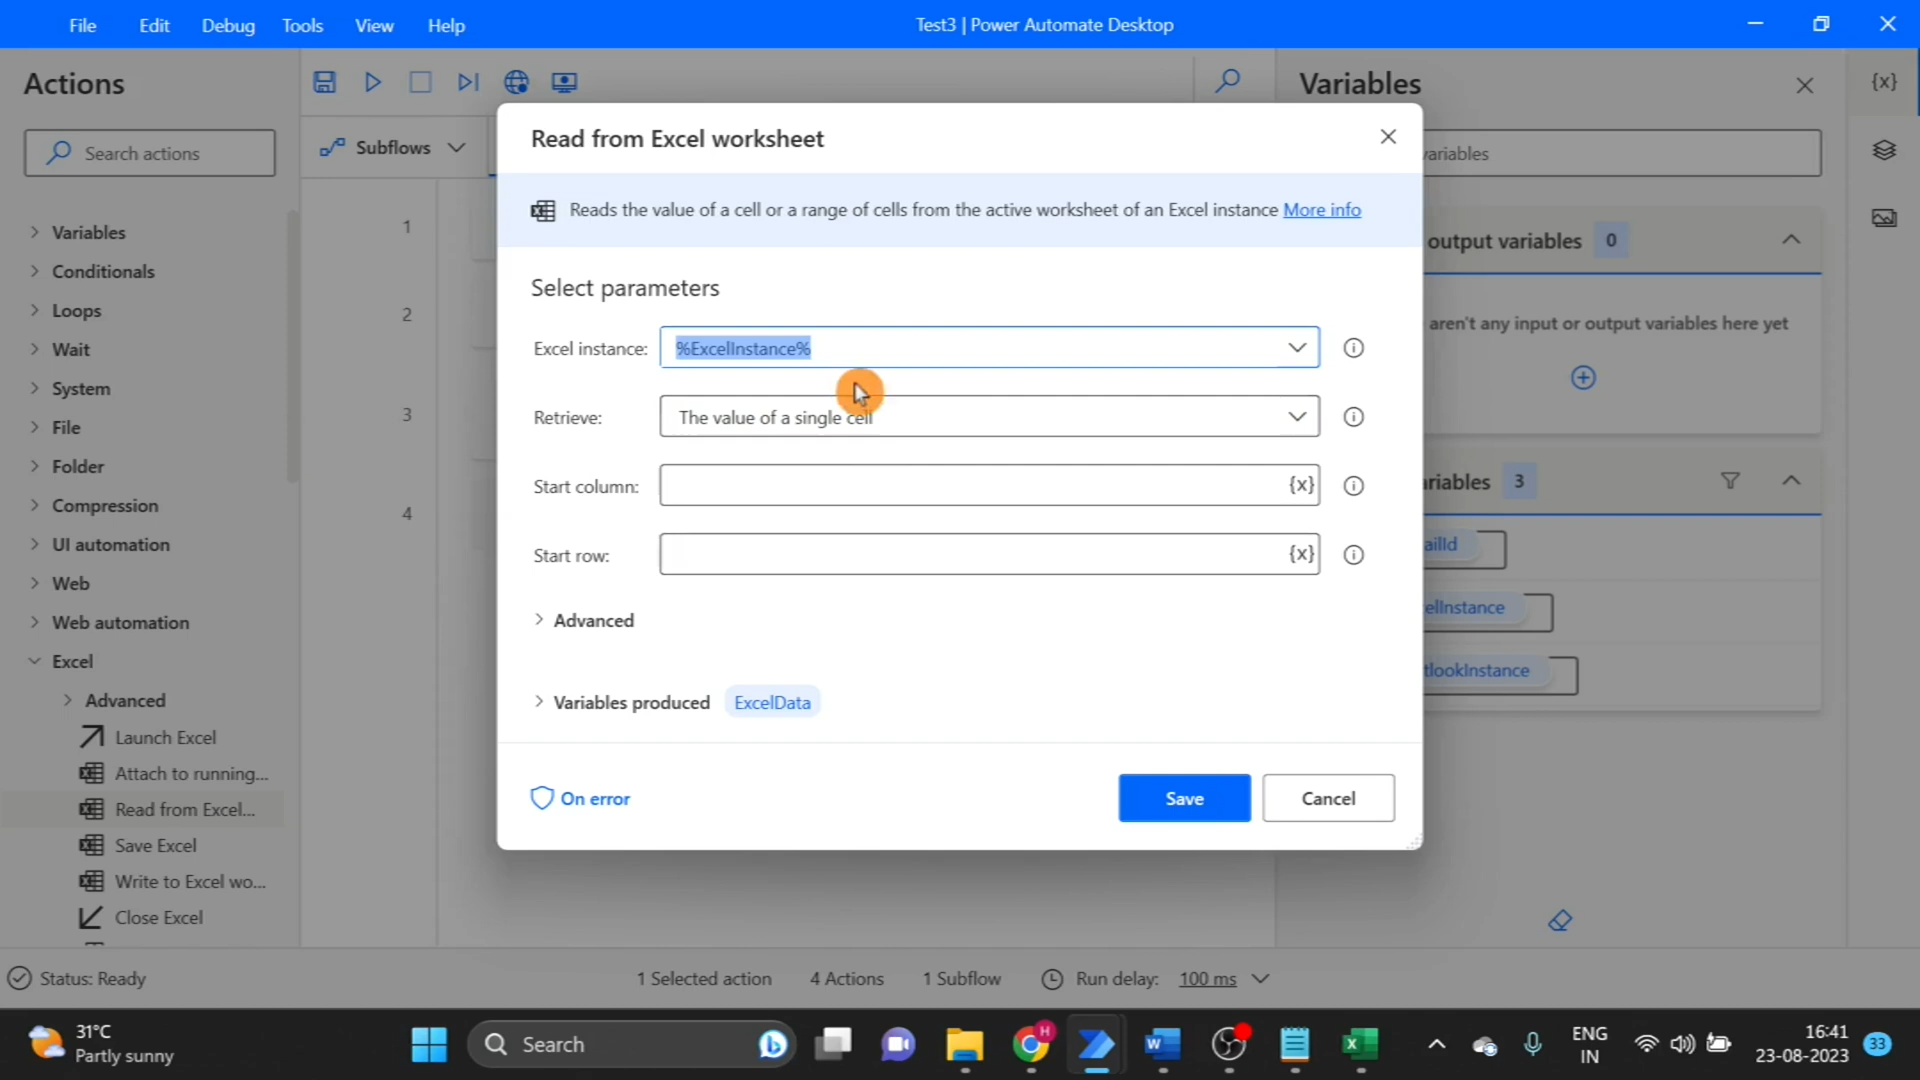 File Edit Debug Tools View Help
Test3 | Power Automate Desktop
Actions
Search actions
Variables
Conditionals
Loops
Wait
System
File
Folder
Compression
UI automation
Web
Web automation
Excel
Advanced
Launch Excel
Attach to running...
Read from Excel...
Save Excel
Write to Excel wo...
Close Excel
Subflows
1
2
3
4
Read from Excel worksheet
Reads the value of a cell or a range of cells from the active worksheet of an Excel instance More info
Select parameters
Excel instance: %ExcelInstance%
Retrieve: The value of a single cell
Start column: {x}
Start row: {x}
Advanced
Variables produced ExcelData
On error
Save Cancel
Variables
{x}
variables
output variables 0
aren't any input or output variables here yet
riables 3
ailId
elInstance
tlookInstance
Status: Ready 1 Selected action 4 Actions 1 Subflow Run delay: 100 ms
31°C
Partly sunny
Search
H
ENG
IN
16:41
23-08-2023
33